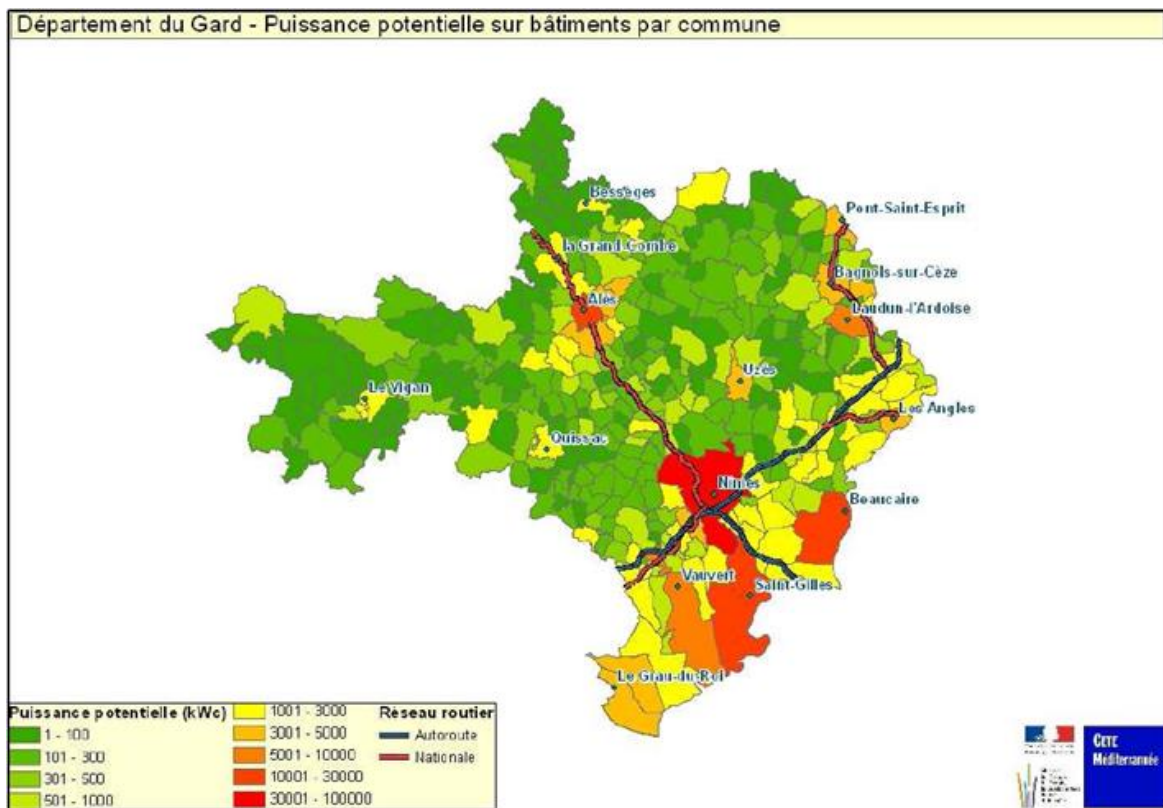 Département du Gard - Puissance potentielle sur bâtiments par commune
Bessèges
Pont-Saint-Esprit
la Grand-Combe
Bagnols-sur-Cèze
Alès
Laudun-l'Ardoise
Uzès
Le Vigan
Les Angles
Quissac
Nîmes
Beaucaire
Vauvert
Saint-Gilles
Le Grau-du-Roi
Puissance potentielle (kWc)
1 - 100
101 - 300
301 - 500
501 - 1000
1001 - 3000
3001 - 5000
5001 - 10000
10001 - 30000
30001 - 100000
Réseau routier
Autoroute
Nationale
CETE
Méditerranée